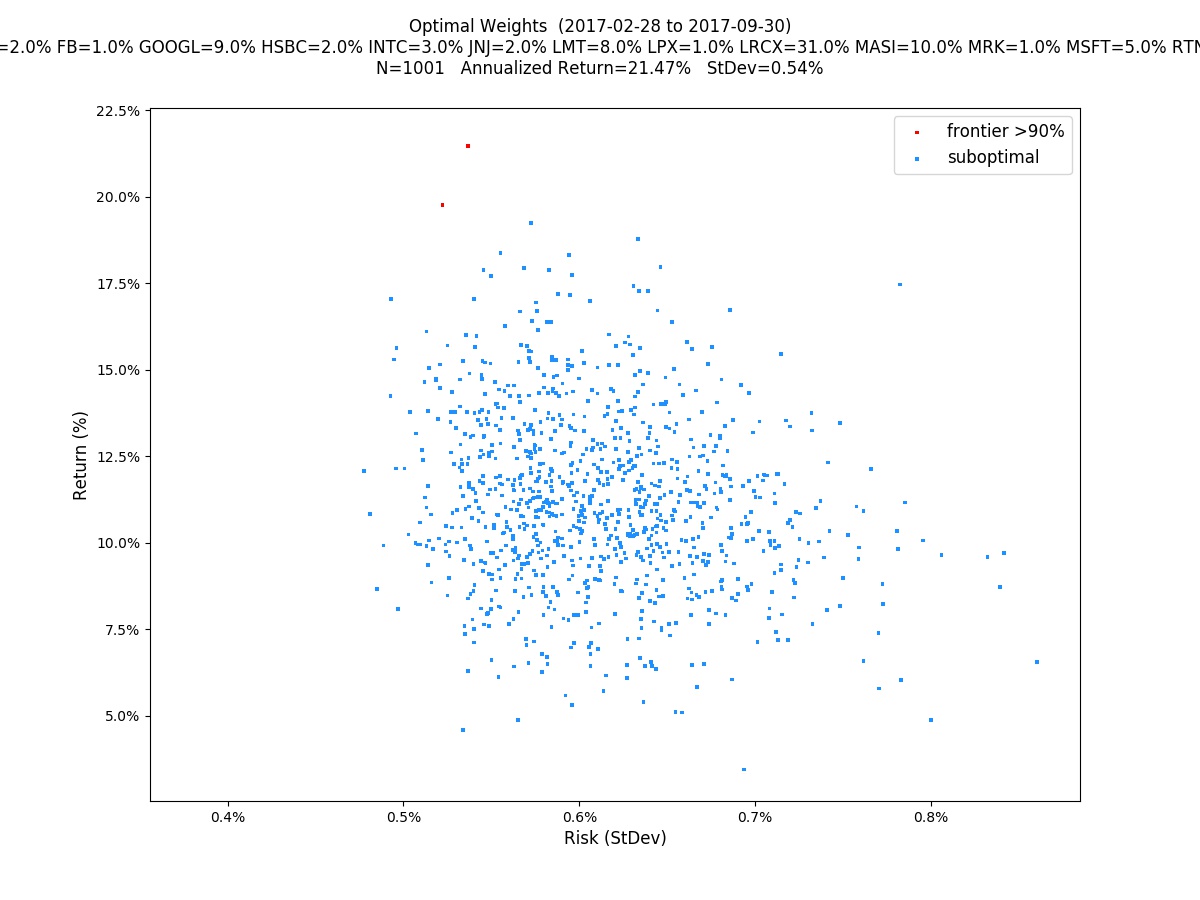 Optimal Weights (2017-02-28 to 2017-09-30)
=2.0% FB=1.0% GOOGL=9.0% HSBC=2.0% INTC=3.0% JNJ=2.0% LMT=8.0% LPX=1.0% LRCX=31.0% MASI=10.0% MRK=1.0% MSFT=5.0% RTN
N=1001 Annualized Return=21.47% StDev=0.54%
22.5%
frontier >90%
suboptimal
20.0%
17.5%
15.0%
12.5%
Return (%)
10.0%
7.5%
5.0%
0.4% 0.5% 0.6% 0.7% 0.8%
Risk (StDev)